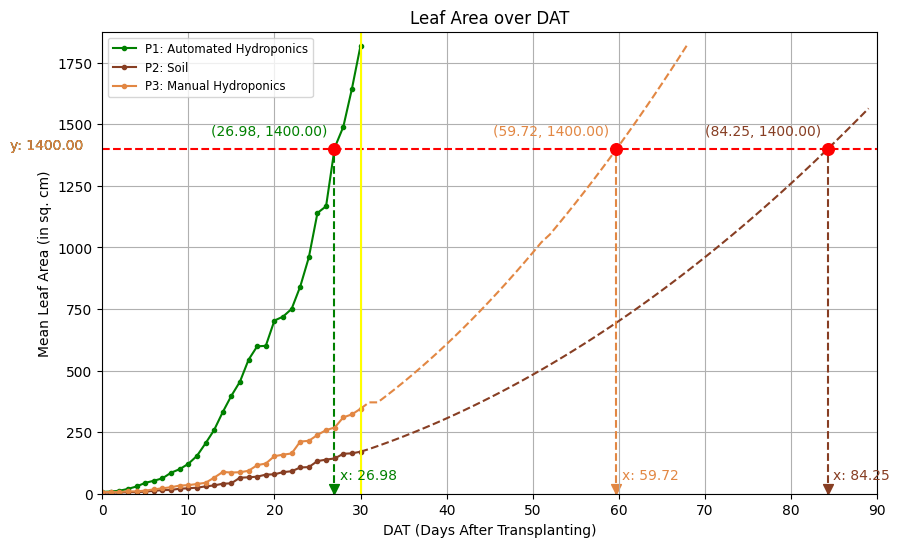 Leaf Area over DAT
P1: Automated Hydroponics
P2: Soil
P3: Manual Hydroponics
1750
1500
1250
1000
750
500
250
0
y: 1400.00
Mean Leaf Area (in sq. cm)
(26.98, 1400.00)
(59.72, 1400.00)
(84.25, 1400.00)
x: 26.98
x: 59.72
x: 84.25
0 10 20 30 40 50 60 70 80 90
DAT (Days After Transplanting)